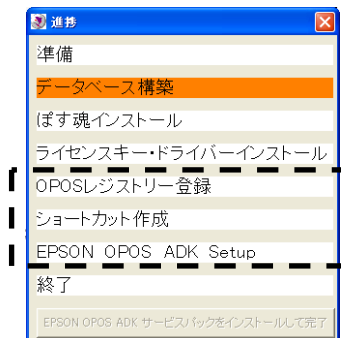 進捗
準備
データベース構築
ぽす魂インストール
ライセンスキー・ドライバーインストール
OPOSレジストリー登録
ショートカット作成
EPSON OPOS ADK Setup
終了
EPSON OPOS ADK サービスパックをインストールして完了